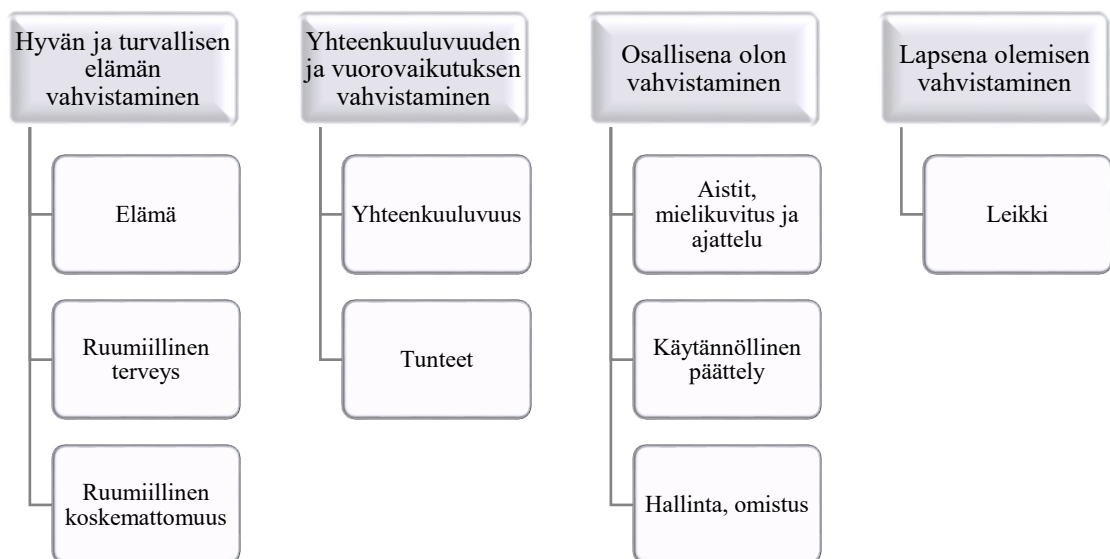 Hyvän ja turvallisen
elämän
vahvistaminen
Elämä
Ruumiillinen
terveys
Ruumiillinen
koskemattomuus
Yhteenkuuluvuuden
ja vuorovaikutuksen
vahvistaminen
Yhteenkuuluvuus
Tunteet
Osallisena olon
vahvistaminen
Aistit,
mielikuvitus ja
ajattelu
Käytännöllinen
päättely
Hallinta, omistus
Lapsena olemisen
vahvistaminen
Leikki